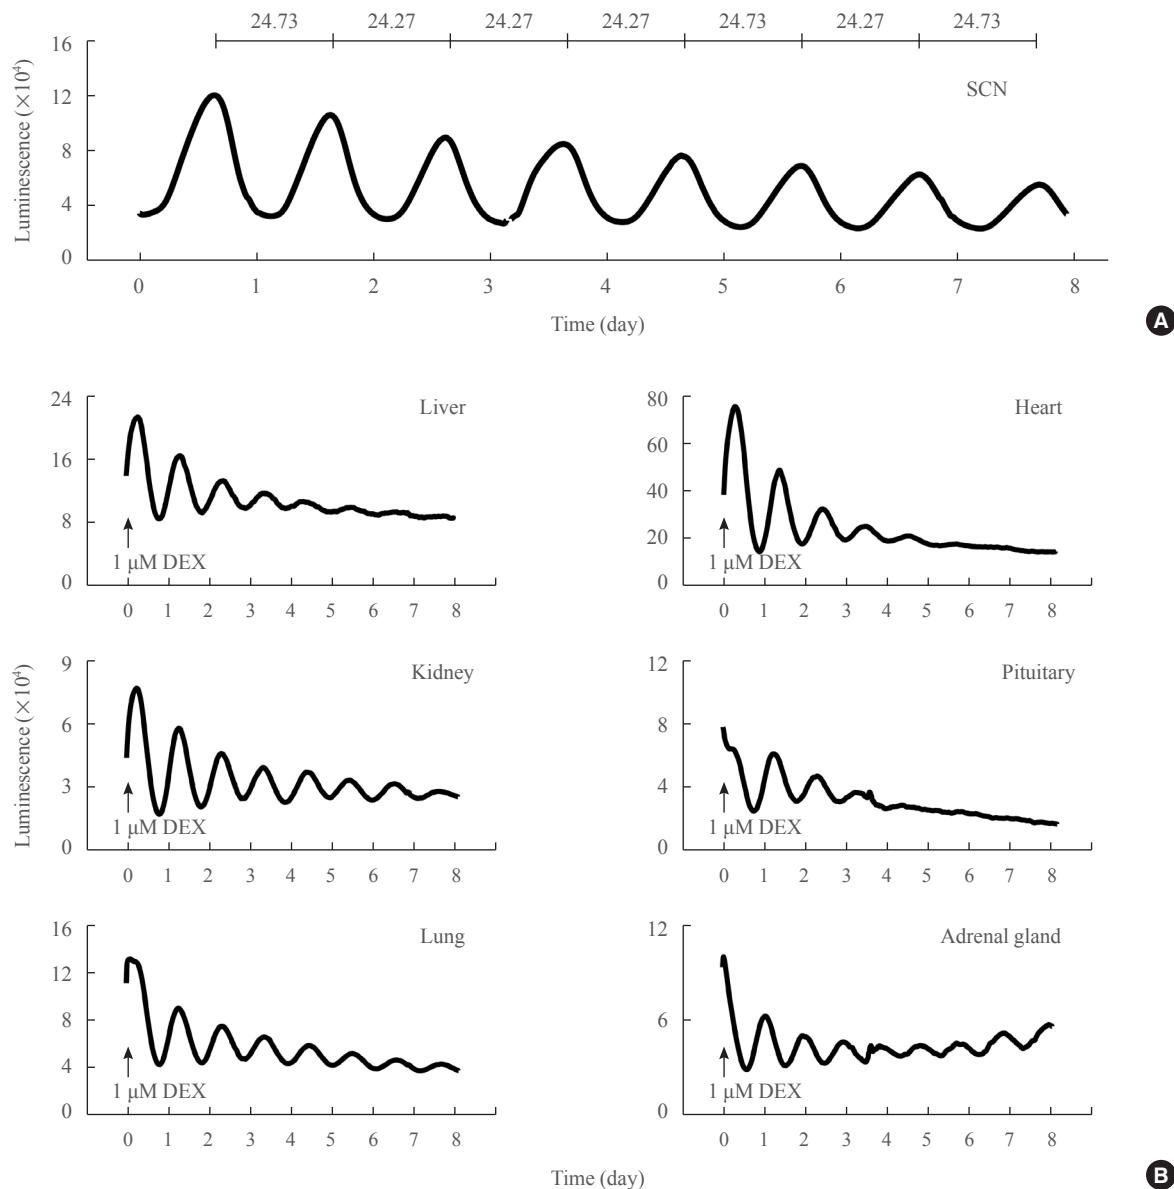 24.73 24.27 24.27 24.27 24.73 24.27 24.73
16
12
8
4
0
Luminescence (×10⁴)
SCN
0 1 2 3 4 5 6 7 8
Time (day)
A
24
16
8
0
Liver
1 μM DEX
0 1 2 3 4 5 6 7 8
80
60
40
20
0
Heart
1 μM DEX
0 1 2 3 4 5 6 7 8
Luminescence (×10⁴)
9
6
3
0
Kidney
1 μM DEX
0 1 2 3 4 5 6 7 8
12
8
4
0
Pituitary
1 μM DEX
0 1 2 3 4 5 6 7 8
16
12
8
4
0
Lung
1 μM DEX
0 1 2 3 4 5 6 7 8
12
6
0
Adrenal gland
1 μM DEX
0 1 2 3 4 5 6 7 8
Time (day)
B